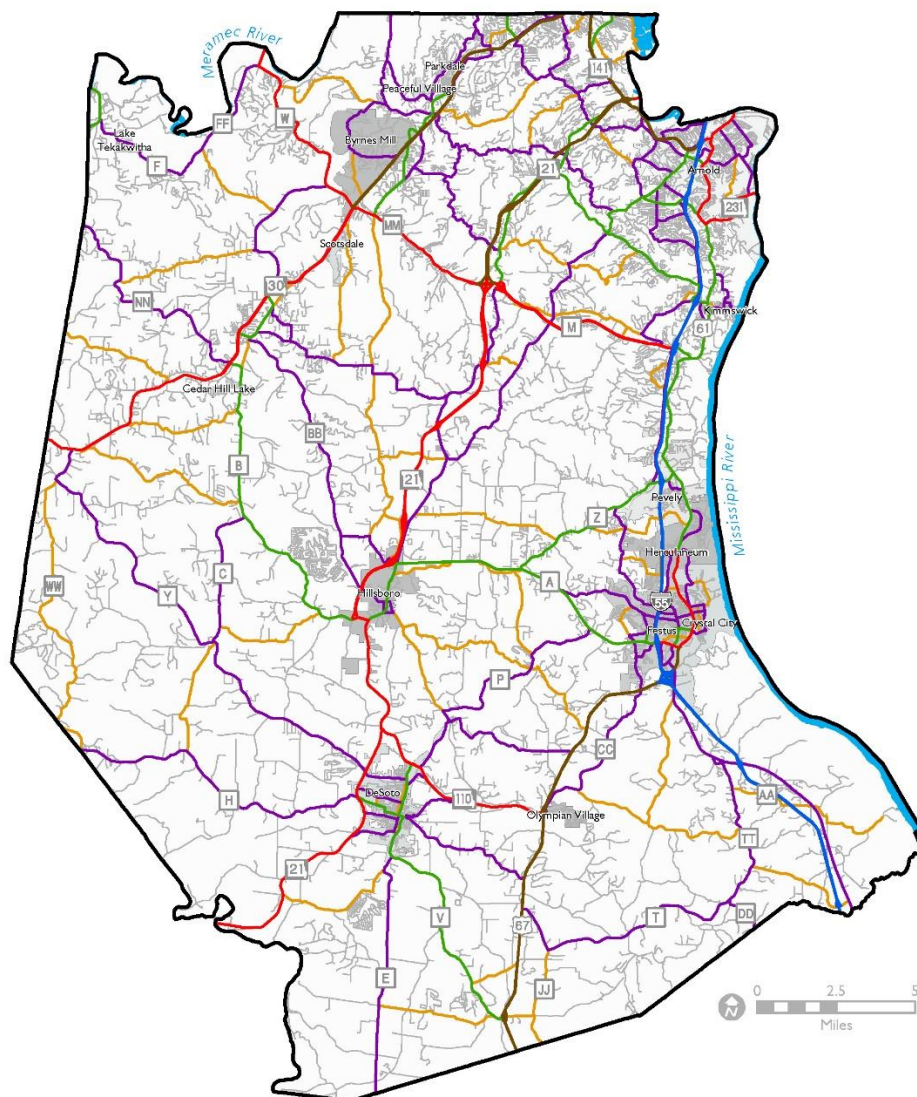 Meramec River
Parkdale
141
Peaceful Village
FF
W
Byrnes Mill
Lake
Tekakwitha
F
21
Arnold
231
MM
Scotsdale
30
NN
Kimmswick
M
61
Cedar Hill Lake
BB
B
21
Mississippi River
Pevely
Z
Herculaneum
WW
Y
C
A
Hillsboro
55
Crystal City
Festus
P
CC
H
DeSoto
110
AA
Olympian Village
TT
21
V
67
T
DD
E
JJ
N
0 2.5 5
Miles